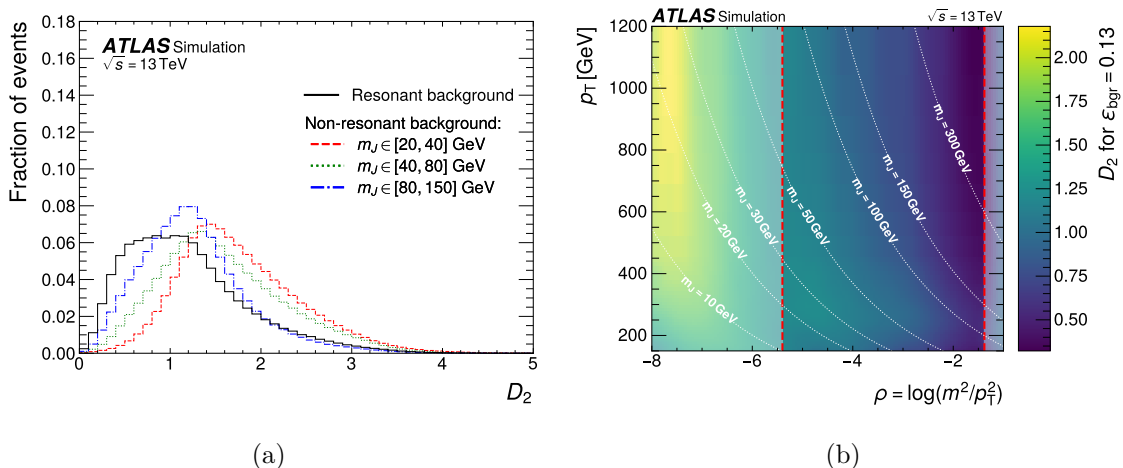 ATLAS Simulation
√s = 13 TeV
Resonant background
Non-resonant background:
m_J ∈ [20, 40] GeV
m_J ∈ [40, 80] GeV
m_J ∈ [80, 150] GeV
Fraction of events
0.18
0.16
0.14
0.12
0.10
0.08
0.06
0.04
0.02
0.00
0 1 2 3 4 5
D₂
(a)
ATLAS Simulation √s = 13 TeV
p_T [GeV]
1200
1000
800
600
400
200
m_J = 10 GeV
m_J = 20 GeV
m_J = 30 GeV
m_J = 50 GeV
m_J = 100 GeV
m_J = 150 GeV
m_J = 300 GeV
−8 −6 −4 −2
ρ = log(m²/p_T²)
2.00
1.75
1.50
1.25
1.00
0.75
0.50
D₂ for ε_bgr = 0.13
(b)